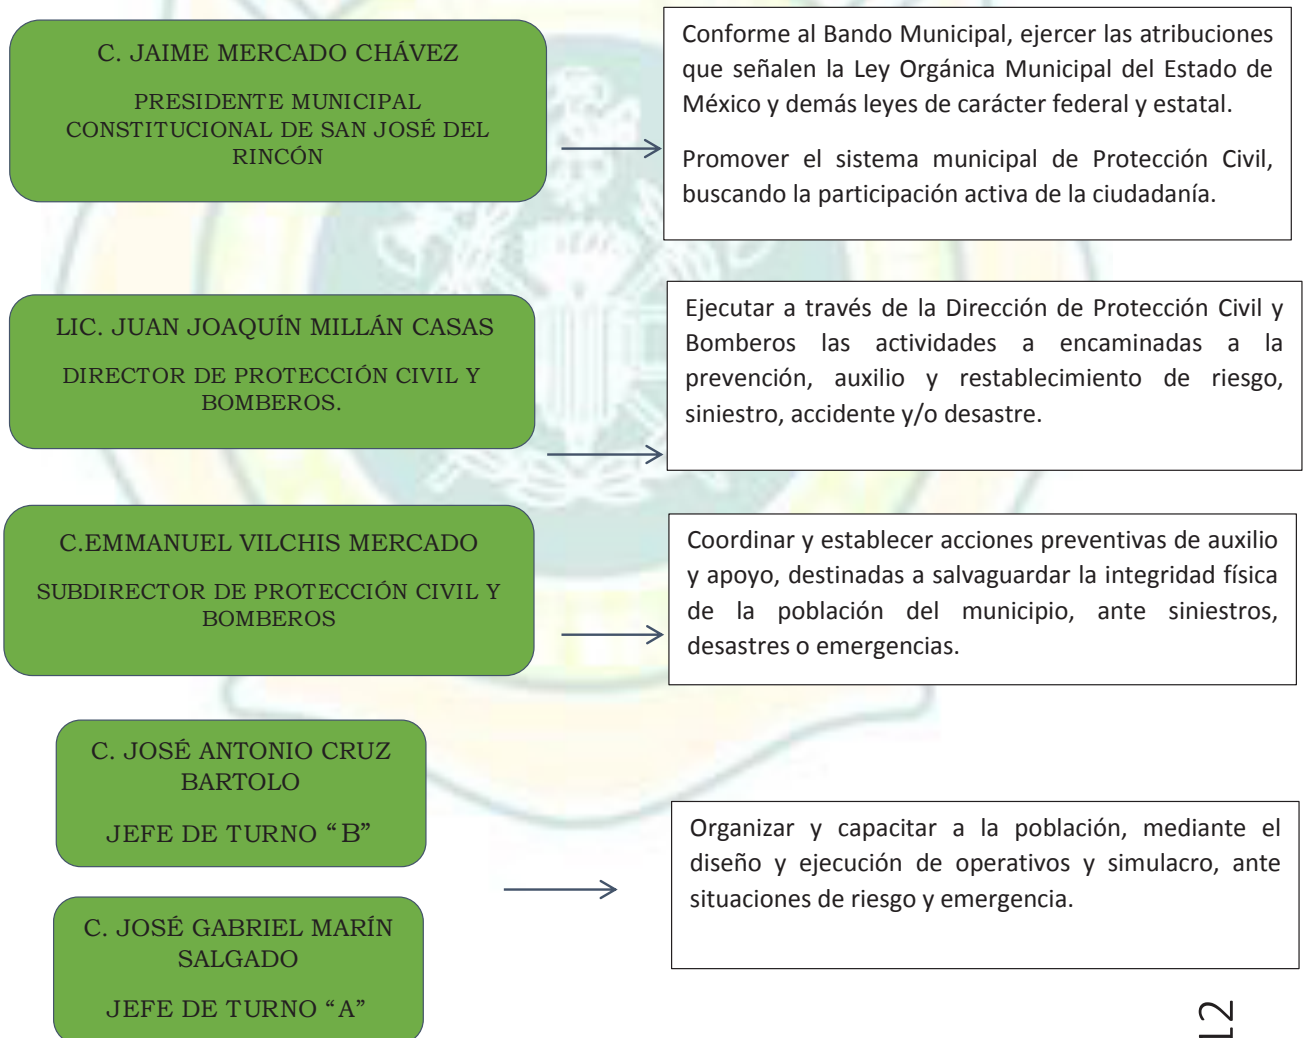 C. JAIME MERCADO CHÁVEZ
PRESIDENTE MUNICIPAL
CONSTITUCIONAL DE SAN JOSÉ DEL
RINCÓN
Conforme al Bando Municipal, ejercer las atribuciones
que señalen la Ley Orgánica Municipal del Estado de
México y demás leyes de carácter federal y estatal.
Promover el sistema municipal de Protección Civil,
buscando la participación activa de la ciudadanía.
LIC. JUAN JOAQUÍN MILLÁN CASAS
DIRECTOR DE PROTECCIÓN CIVIL Y
BOMBEROS.
Ejecutar a través de la Dirección de Protección Civil y
Bomberos las actividades a encaminadas a la
prevención, auxilio y restablecimiento de riesgo,
siniestro, accidente y/o desastre.
C.EMMANUEL VILCHIS MERCADO
SUBDIRECTOR DE PROTECCIÓN CIVIL Y
BOMBEROS
Coordinar y establecer acciones preventivas de auxilio
y apoyo, destinadas a salvaguardar la integridad física
de la población del municipio, ante siniestros,
desastres o emergencias.
C. JOSÉ ANTONIO CRUZ
BARTOLO
JEFE DE TURNO “B”
C. JOSÉ GABRIEL MARÍN
SALGADO
JEFE DE TURNO “A”
Organizar y capacitar a la población, mediante el
diseño y ejecución de operativos y simulacro, ante
situaciones de riesgo y emergencia.
12